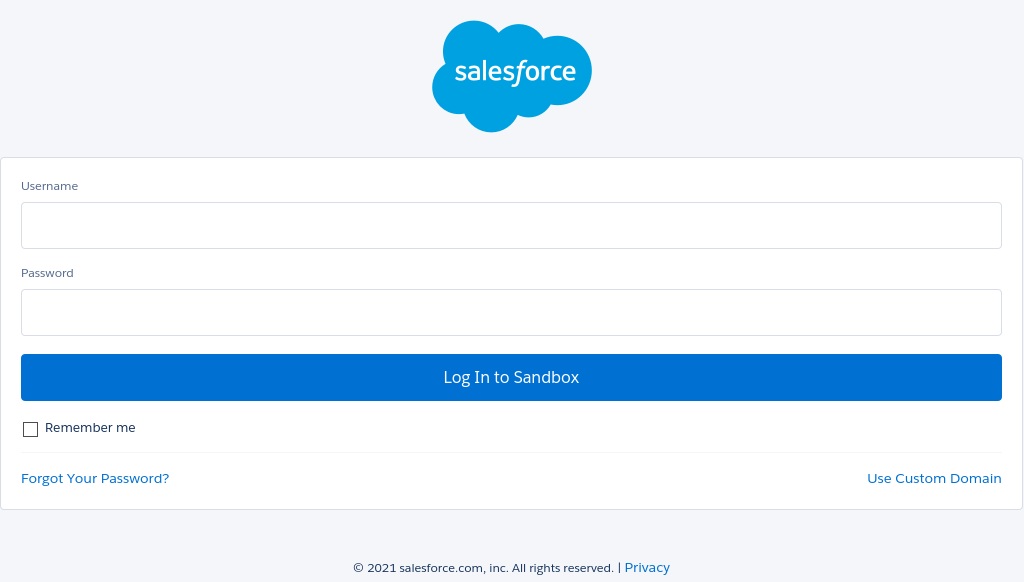 salesforce
Username
Password
Log In to Sandbox
Remember me
Forgot Your Password?
Use Custom Domain
© 2021 salesforce.com, inc. All rights reserved. | Privacy